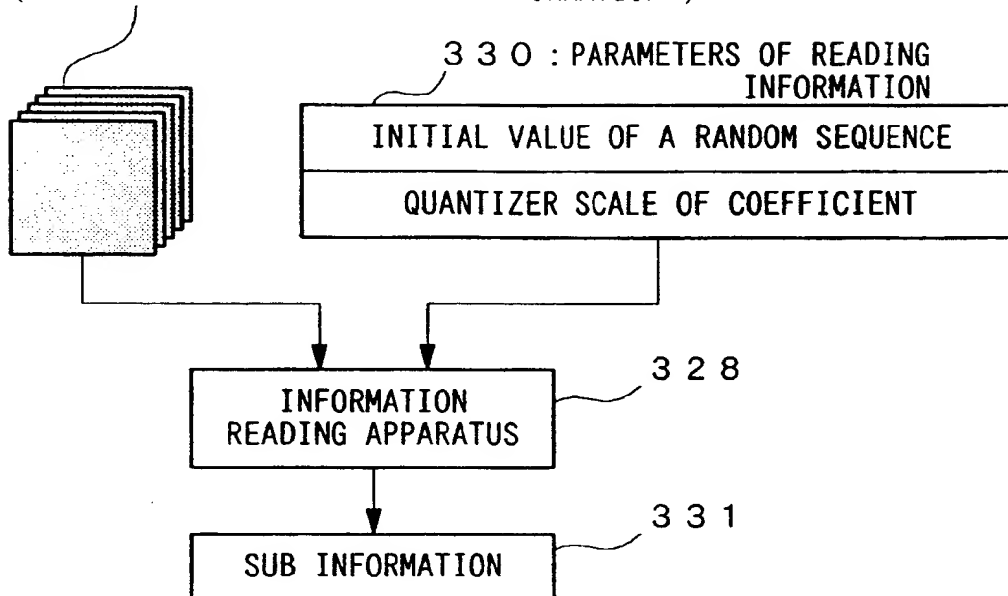 ３３０ : PARAMETERS OF READING
INFORMATION
INITIAL VALUE OF A RANDOM SEQUENCE
QUANTIZER SCALE OF COEFFICIENT
３２８
INFORMATION
READING APPARATUS
３３１
SUB INFORMATION